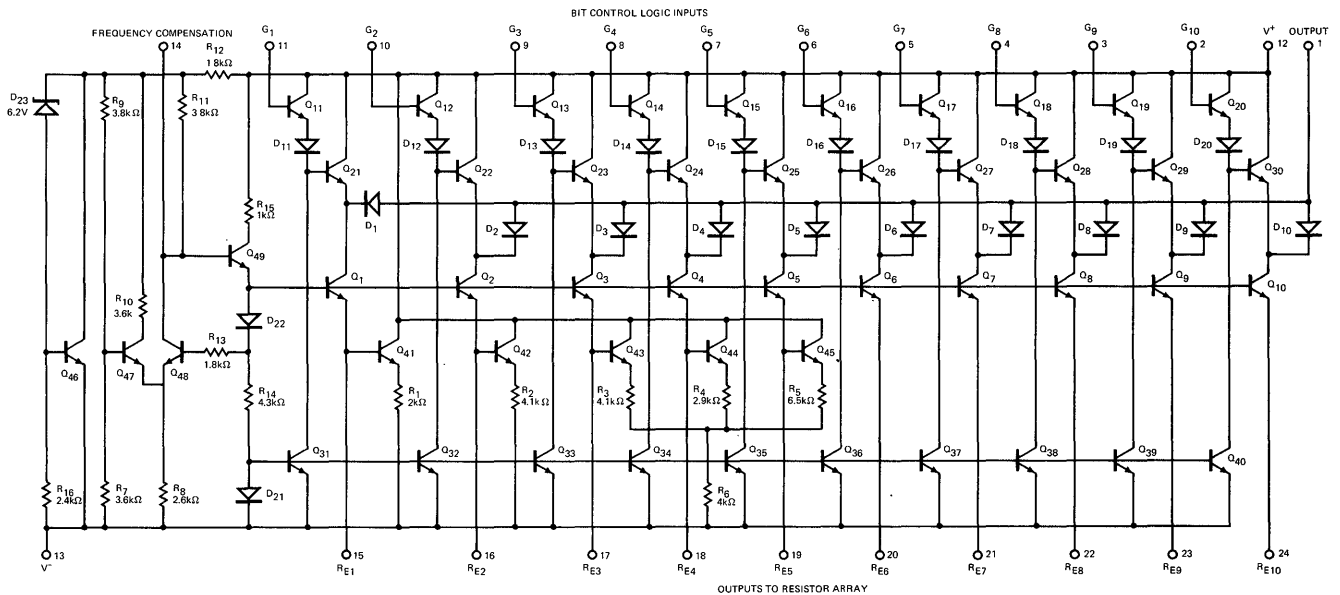 BIT CONTROL LOGIC INPUTS
FREQUENCY COMPENSATION
G1 G2 G3 G4 G5 G6 G7 G8 G9 G10 V+ OUTPUT
14 11 10 9 8 7 6 5 4 3 2 12 1
R12
1 8kΩ
D23
6.2V
R9
3.8kΩ
R11
3 8kΩ
Q11 Q12 Q13 Q14 Q15 Q16 Q17 Q18 Q19 Q20
D11 D12 D13 D14 D15 D16 D17 D18 D19 D20
Q21 Q22 Q23 Q24 Q25 Q26 Q27 Q28 Q29 Q30
R15
1kΩ
D1 D2 D3 D4 D5 D6 D7 D8 D9 D10
Q49
Q1 Q2 Q3 Q4 Q5 Q6 Q7 Q8 Q9 Q10
R10
3.6k
D22
R13
1.8kΩ
Q46 Q47 Q48 Q41 Q42 Q43 Q44 Q45
R14
4.3kΩ
R1
2kΩ
R2
4.1kΩ
R3
4.1kΩ
R4
2.9kΩ
R5
6.5kΩ
Q31 Q32 Q33 Q34 Q35 Q36 Q37 Q38 Q39 Q40
R16
2.4kΩ
R7
3.6kΩ
R8
2.6kΩ
D21
R6
4kΩ
13 15 16 17 18 19 20 21 22 23 24
V− RE1 RE2 RE3 RE4 RE5 RE6 RE7 RE8 RE9 RE10
OUTPUTS TO RESISTOR ARRAY